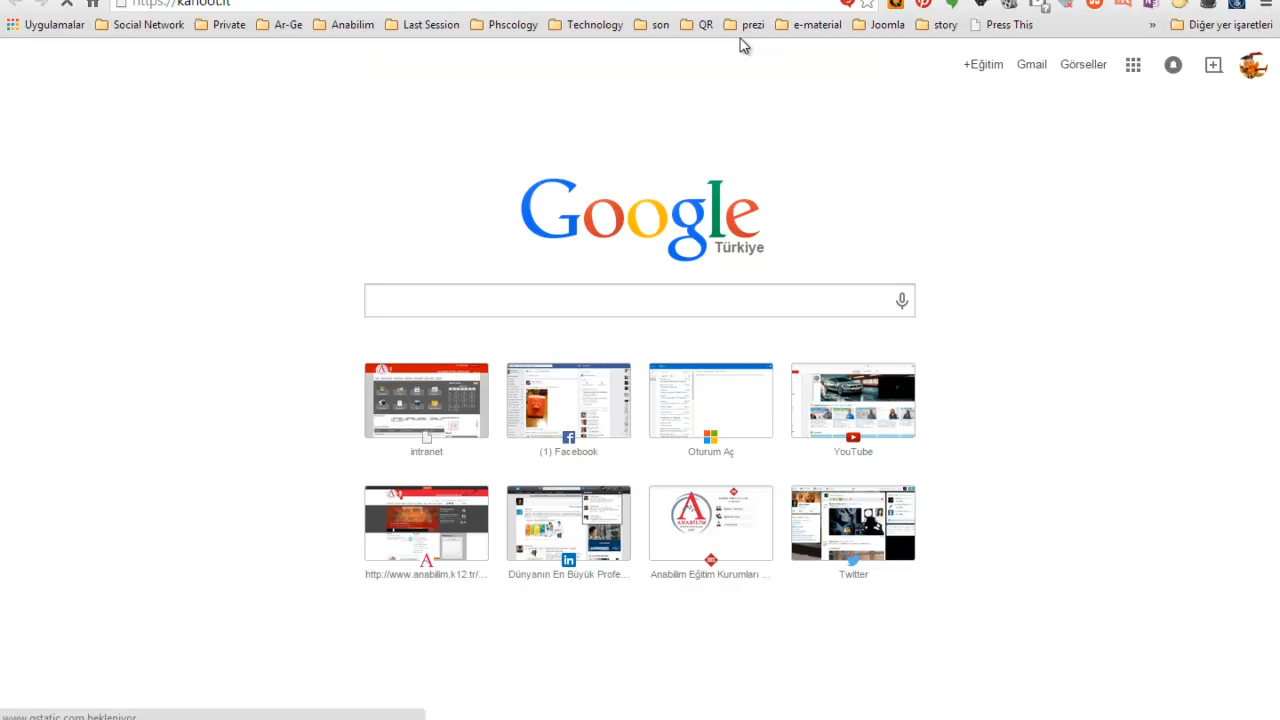 https://kahoot.it
Uygulamalar Social Network Private Ar-Ge Anabilim Last Session Phscology Technology son QR prezi e-material Joomla story Press This » Diğer yer işaretleri
+Eğitim Gmail Görseller
Google
Türkiye
intranet (1) Facebook Oturum Aç YouTube
ANABİLİM
http://www.anabilim.k12.tr/... Dünyanın En Büyük Profe... Anabilim Eğitim Kurumları ... Twitter
www.gstatic.com bekleniyor